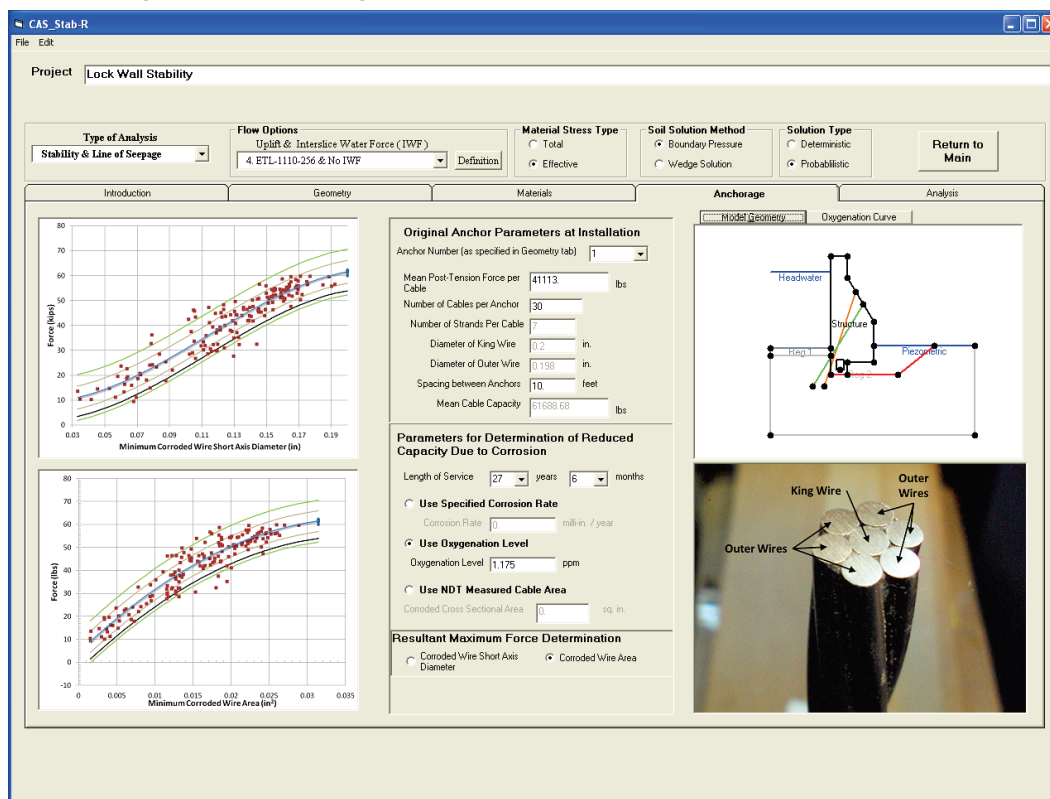 CAS_Stab-R
File Edit
Project Lock Wall Stability
Type of Analysis
Stability & Line of Seepage
Flow Options
Uplift & Interslice Water Force ( IWF )
4. ETL-1110-256 & No IWF
Definition
Material Stress Type
Total
Effective
Soil Solution Method
Boundary Pressure
Wedge Solution
Solution Type
Deterministic
Probabilistic
Return to
Main
Introduction
Geometry
Materials
Anchorage
Analysis
80
70
60
50
40
30
20
10
0
Force (kips)
0.03 0.05 0.07 0.09 0.11 0.13 0.15 0.17 0.19
Minimum Corroded Wire Short Axis Diameter (in)
80
70
60
50
40
30
20
10
0
-10
Force (lbs)
0 0.005 0.01 0.015 0.02 0.025 0.03 0.035
Minimum Corroded Wire Area (in²)
Original Anchor Parameters at Installation
Anchor Number (as specified in Geometry tab) 1
Mean Post-Tension Force per
Cable 41113. lbs
Number of Cables per Anchor 30
Number of Strands Per Cable 7
Diameter of King Wire 0.2 in.
Diameter of Outer Wire 0.198 in.
Spacing between Anchors 10. feet
Mean Cable Capacity 61688.68 lbs
Parameters for Determination of Reduced
Capacity Due to Corrosion
Length of Service 27 years 6 months
Use Specified Corrosion Rate
Corrosion Rate 0. milli-in. / year
Use Oxygenation Level
Oxygenation Level 1.175 ppm
Use NDT Measured Cable Area
Corroded Cross Sectional Area 0. sq. in.
Resultant Maximum Force Determination
Corroded Wire Short Axis
Diameter
Corroded Wire Area
Model Geometry
Oxygenation Curve
Headwater
Structure
Reg 1
Piezometric
King Wire
Outer
Wires
Outer Wires